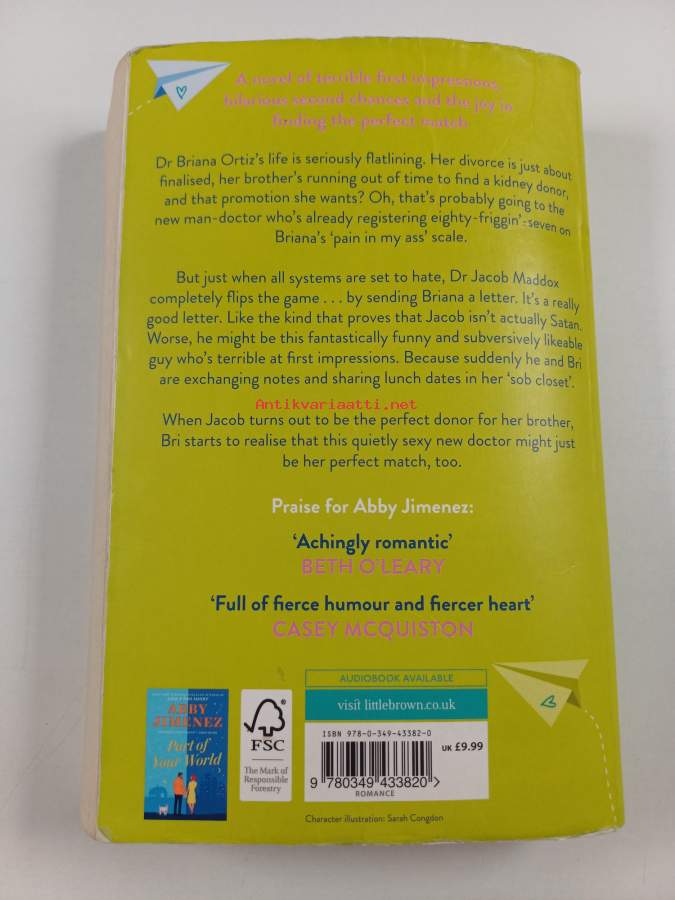 A novel of terrible first impressions,
hilarious second chances and the joy in
finding the perfect match
Dr Briana Ortiz's life is seriously flatlining. Her divorce is just about
finalised, her brother's running out of time to find a kidney donor,
and that promotion she wants? Oh, that's probably going to the
new man-doctor who's already registering eighty-friggin'-seven on
Briana's 'pain in my ass' scale.
But just when all systems are set to hate, Dr Jacob Maddox
completely flips the game . . . by sending Briana a letter. It's a really
good letter. Like the kind that proves that Jacob isn't actually Satan.
Worse, he might be this fantastically funny and subversively likeable
guy who's terrible at first impressions. Because suddenly he and Bri
are exchanging notes and sharing lunch dates in her 'sob closet'.
Antikvariaatti.net
When Jacob turns out to be the perfect donor for her brother,
Bri starts to realise that this quietly sexy new doctor might just
be her perfect match, too.
Praise for Abby Jimenez:
'Achingly romantic'
BETH O'LEARY
'Full of fierce humour and fiercer heart'
CASEY MCQUISTON
AUDIOBOOK AVAILABLE
visit littlebrown.co.uk
ISBN 978-0-349-43382-0
UK £9.99
9 780349 433820 >
ROMANCE
ABBY
JIMENEZ
Part of
Your World
FSC
The Mark of
Responsible
Forestry
Character illustration: Sarah Congdon